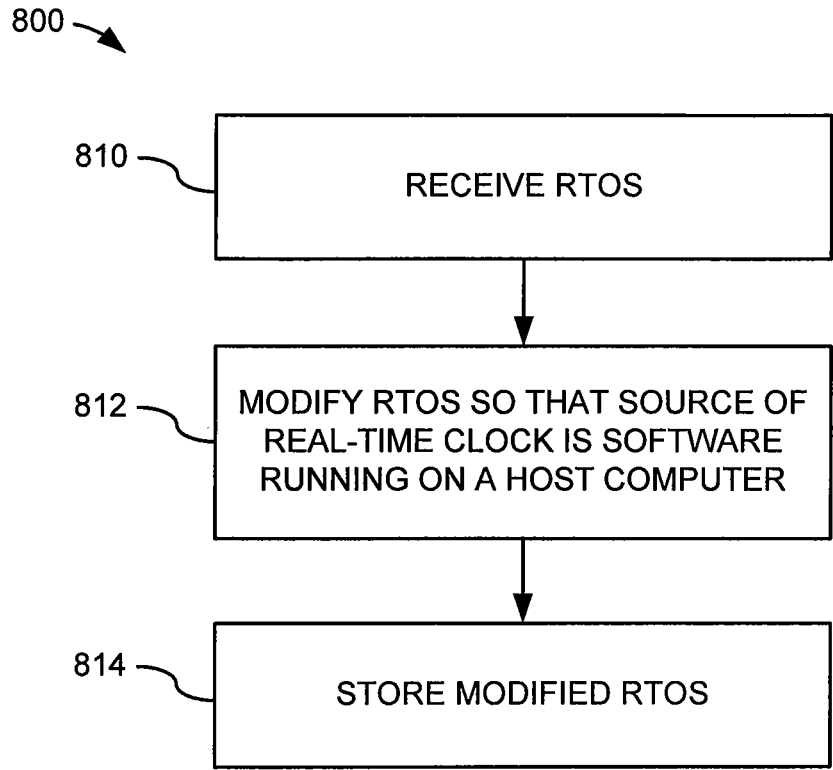 800
810
RECEIVE RTOS
812
MODIFY RTOS SO THAT SOURCE OF
REAL-TIME CLOCK IS SOFTWARE
RUNNING ON A HOST COMPUTER
814
STORE MODIFIED RTOS